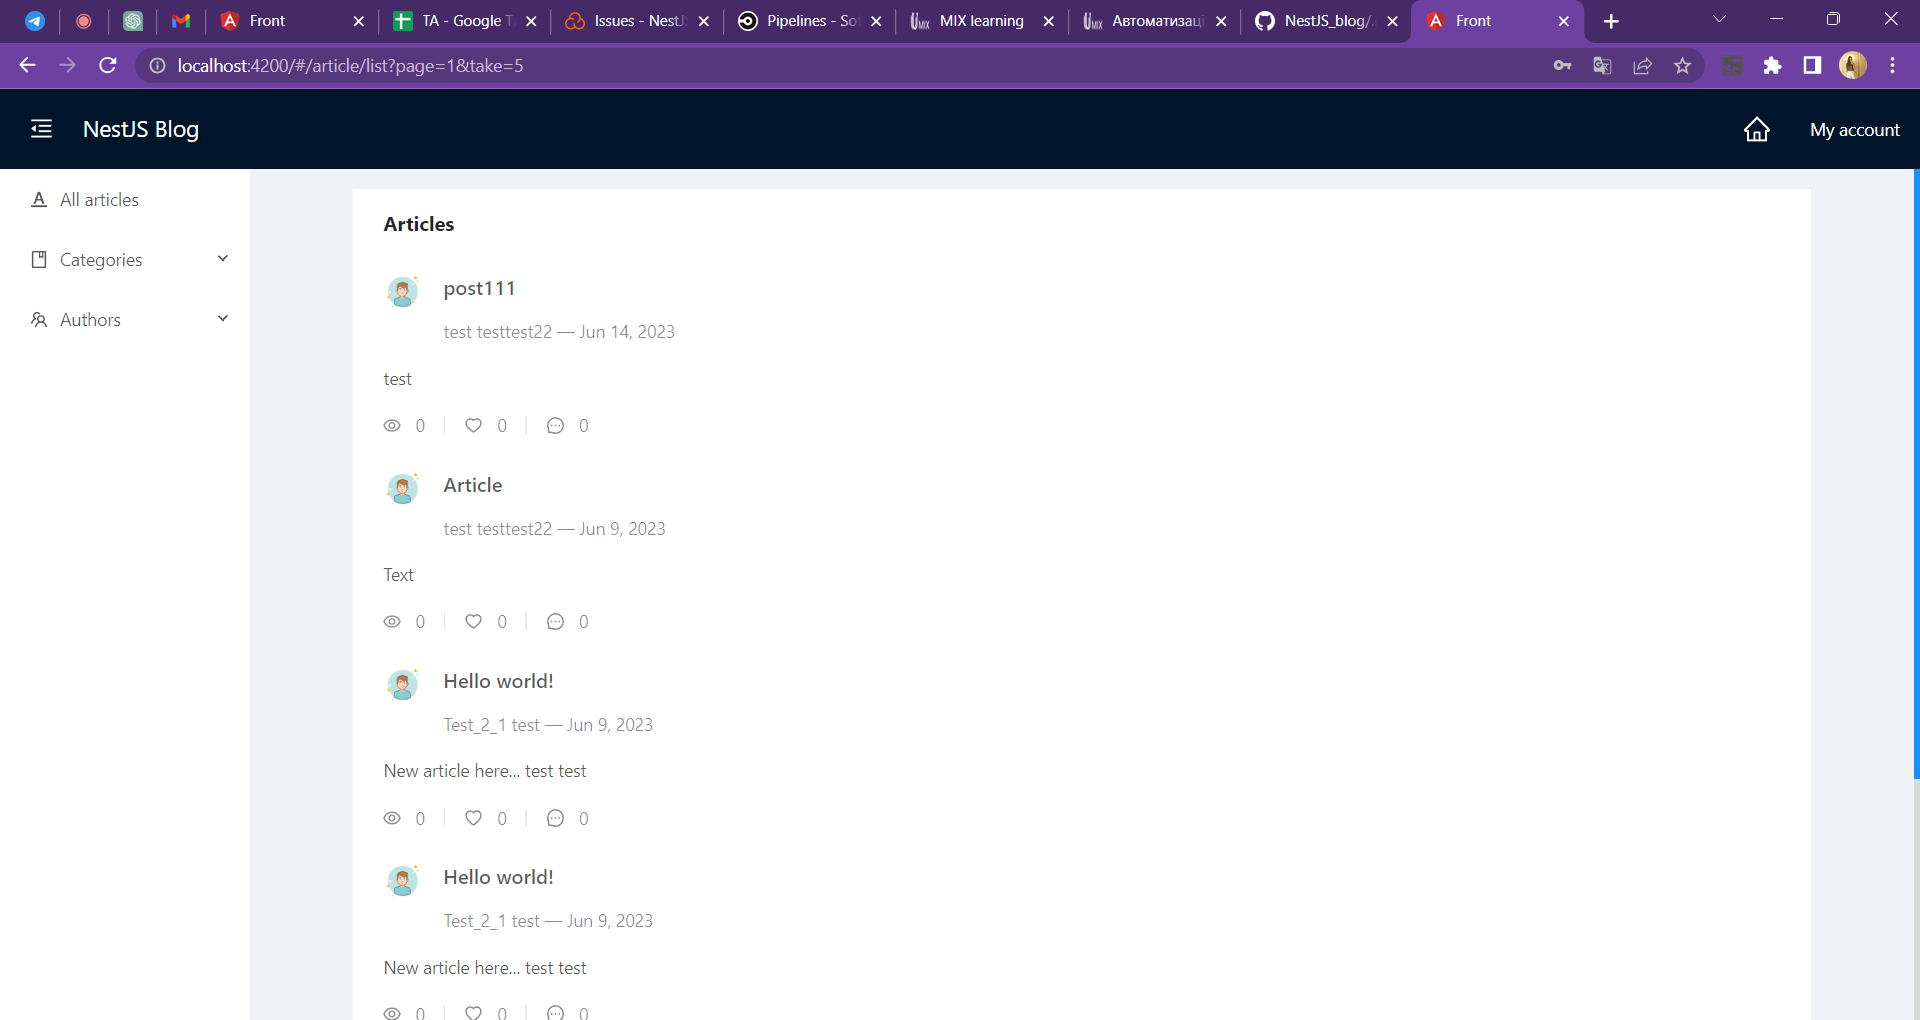 Front
TA - Google T
Issues - NestJS
Pipelines - So
MIX learning
Автоматизаці
NestJS_blog/.
Front
localhost:4200/#/article/list?page=1&take=5
NestJS Blog
My account
All articles
Categories
Authors
Articles
post111
test testtest22 — Jun 14, 2023
test
0 0 0
Article
test testtest22 — Jun 9, 2023
Text
0 0 0
Hello world!
Test_2_1 test — Jun 9, 2023
New article here... test test
0 0 0
Hello world!
Test_2_1 test — Jun 9, 2023
New article here... test test
0 0 0